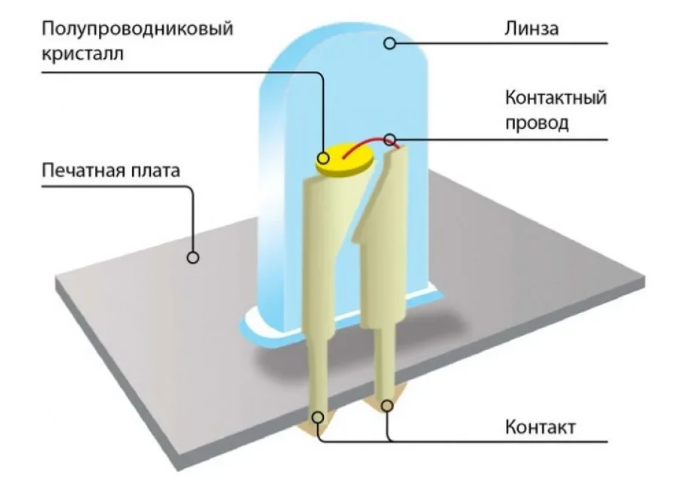 Полупроводниковый
кристалл
Линза
Контактный
провод
Печатная плата
Контакт